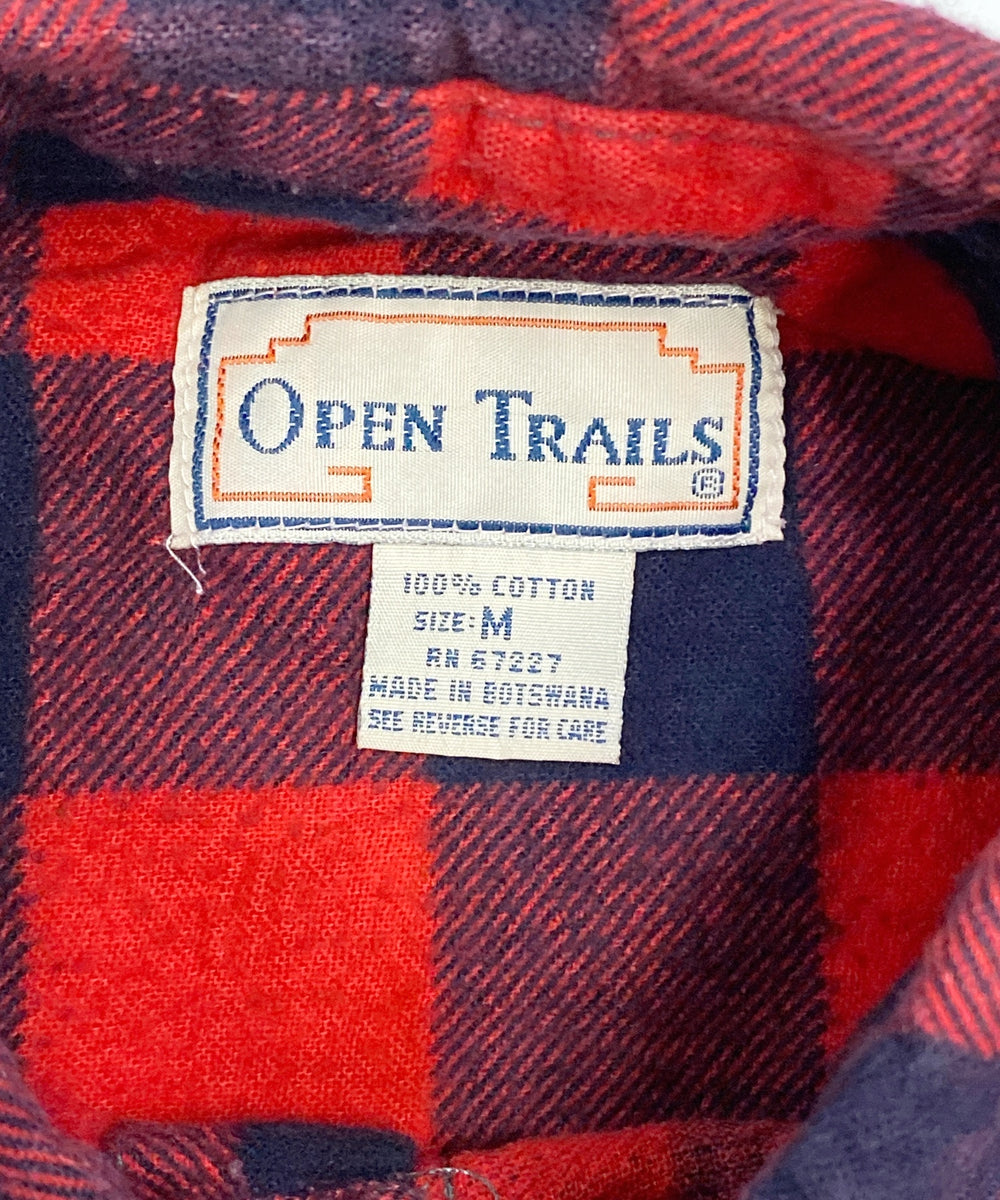 OPEN TRAILS
®
100% COTTON
SIZE: M
RN 67227
MADE IN BOTSWANA
SEE REVERSE FOR CARE